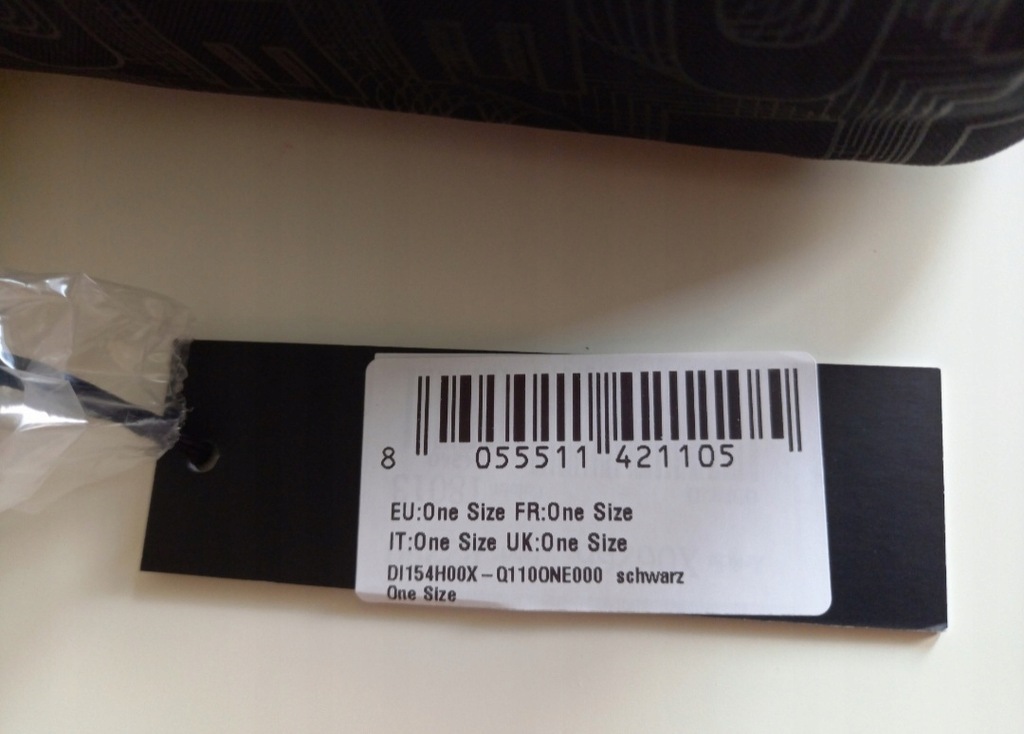 8 055511 421105
EU:One Size FR:One Size
IT:One Size UK:One Size
DI154H00X-Q110ONE000 schwarz
One Size